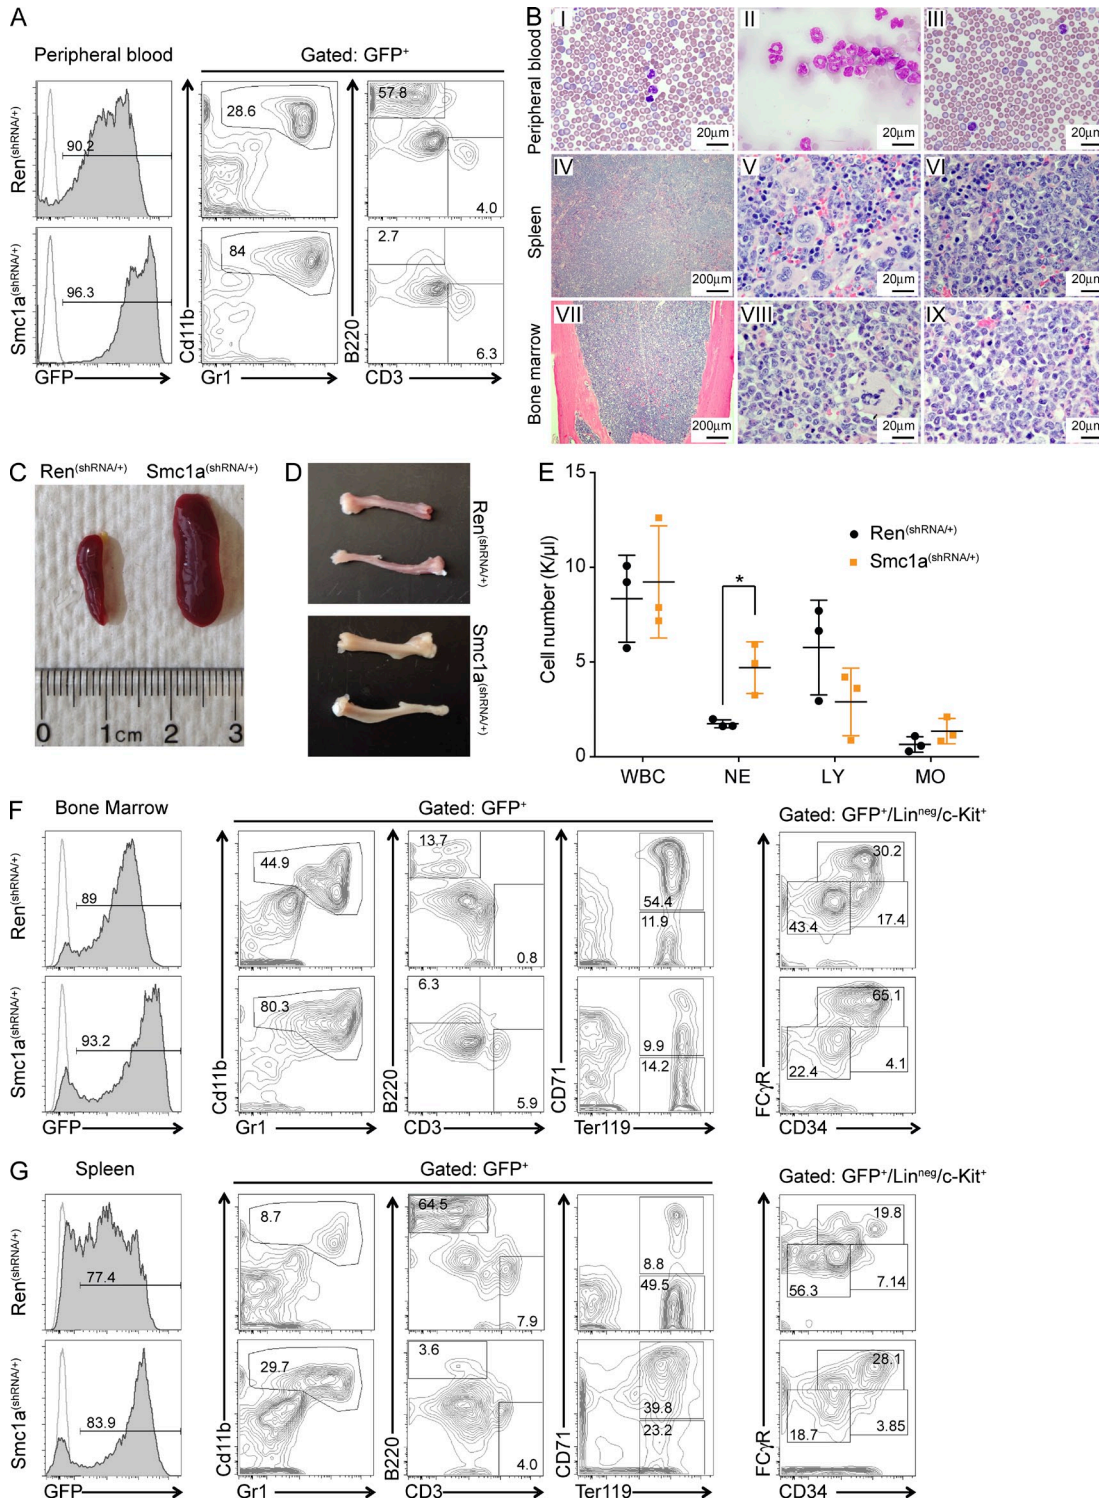 A
Peripheral blood
Gated: GFP⁺
Ren(shRNA/+)
90.2
28.6
57.8
4.0
Smc1a(shRNA/+)
96.3
84
2.7
6.3
GFP
Cd11b
Gr1
B220
CD3
B
Peripheral blood
I
20μm
II
20μm
III
20μm
Spleen
IV
200μm
V
20μm
VI
20μm
Bone marrow
VII
200μm
VIII
20μm
IX
20μm
C
Ren(shRNA/+) Smc1a(shRNA/+)
0 1cm 2 3
D
Ren(shRNA/+)
Smc1a(shRNA/+)
E
Cell number (K/μl)
15
10
5
0
*
Ren(shRNA/+)
Smc1a(shRNA/+)
WBC NE LY MO
F
Bone Marrow
Gated: GFP⁺
Gated: GFP⁺/Linneg/c-Kit⁺
Ren(shRNA/+)
89
44.9
13.7
0.8
54.4
11.9
30.2
43.4
17.4
Smc1a(shRNA/+)
93.2
80.3
6.3
5.9
9.9
14.2
65.1
22.4
4.1
GFP
Cd11b
Gr1
B220
CD3
CD71
Ter119
FCγR
CD34
G
Spleen
Gated: GFP⁺
Gated: GFP⁺/Linneg/c-Kit⁺
Ren(shRNA/+)
77.4
8.7
64.5
7.9
8.8
49.5
19.8
56.3
7.14
Smc1a(shRNA/+)
83.9
29.7
3.6
4.0
39.8
23.2
28.1
18.7
3.85
GFP
Cd11b
Gr1
B220
CD3
CD71
Ter119
FCγR
CD34